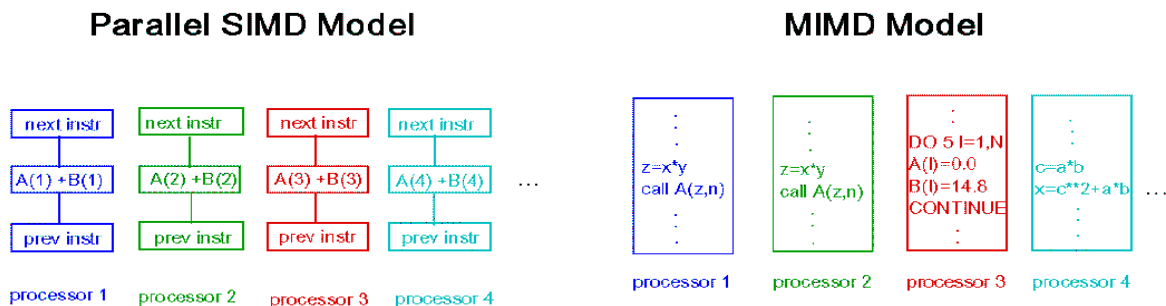 Parallel SIMD Model
next instr
A(1) +B(1)
prev instr
processor 1
next instr
A(2) +B(2)
prev instr
processor 2
next instr
A(3) +B(3)
prev instr
processor 3
next instr
A(4) +B(4)
prev instr
processor 4
...
MIMD Model
z=x*y
call A(z,n)
processor 1
z=x*y
call A(z,n)
processor 2
DO 5 I=1,N
A(I)=0.0
B(I)=14.8
CONTINUE
processor 3
c=a*b
x=c**2+a*b
processor 4
...